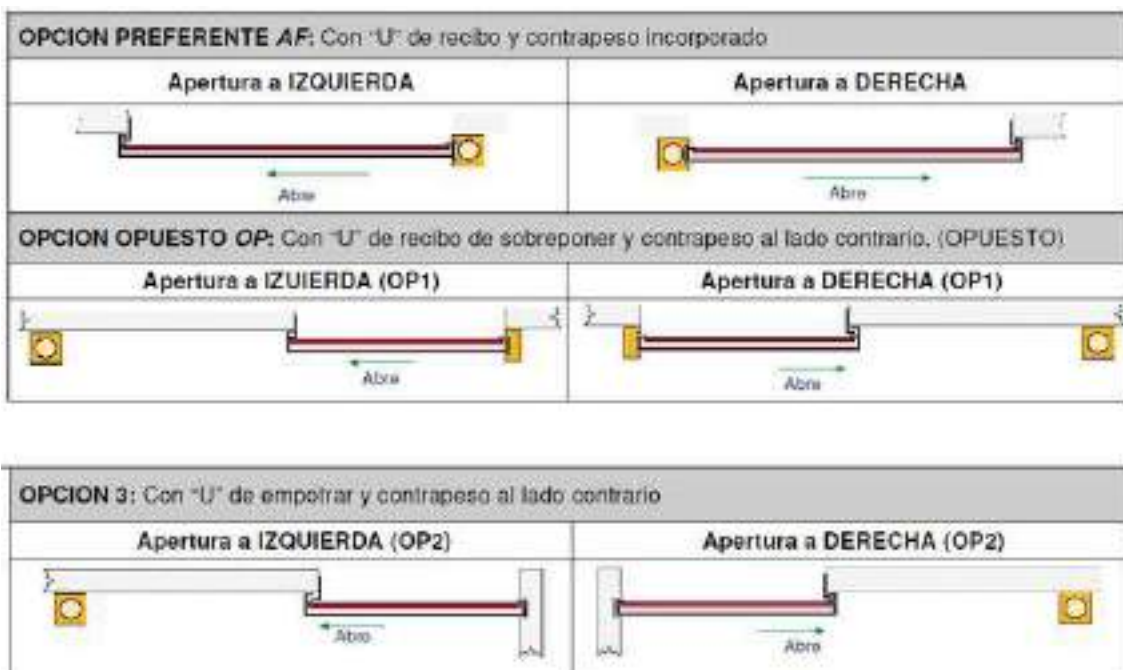 OPCION PREFERENTE AF: Con "U" de recibo y contrapeso incorporado
Apertura a IZQUIERDA
Apertura a DERECHA
Abre
Abre
OPCION OPUESTO OP: Con "U" de recibo de sobreponer y contrapeso al lado contrario. (OPUESTO)
Apertura a IZUIERDA (OP1)
Apertura a DERECHA (OP1)
Abre
Abre
OPCION 3: Con "U" de empotrar y contrapeso al lado contrario
Apertura a IZQUIERDA (OP2)
Apertura a DERECHA (OP2)
Abre
Abre